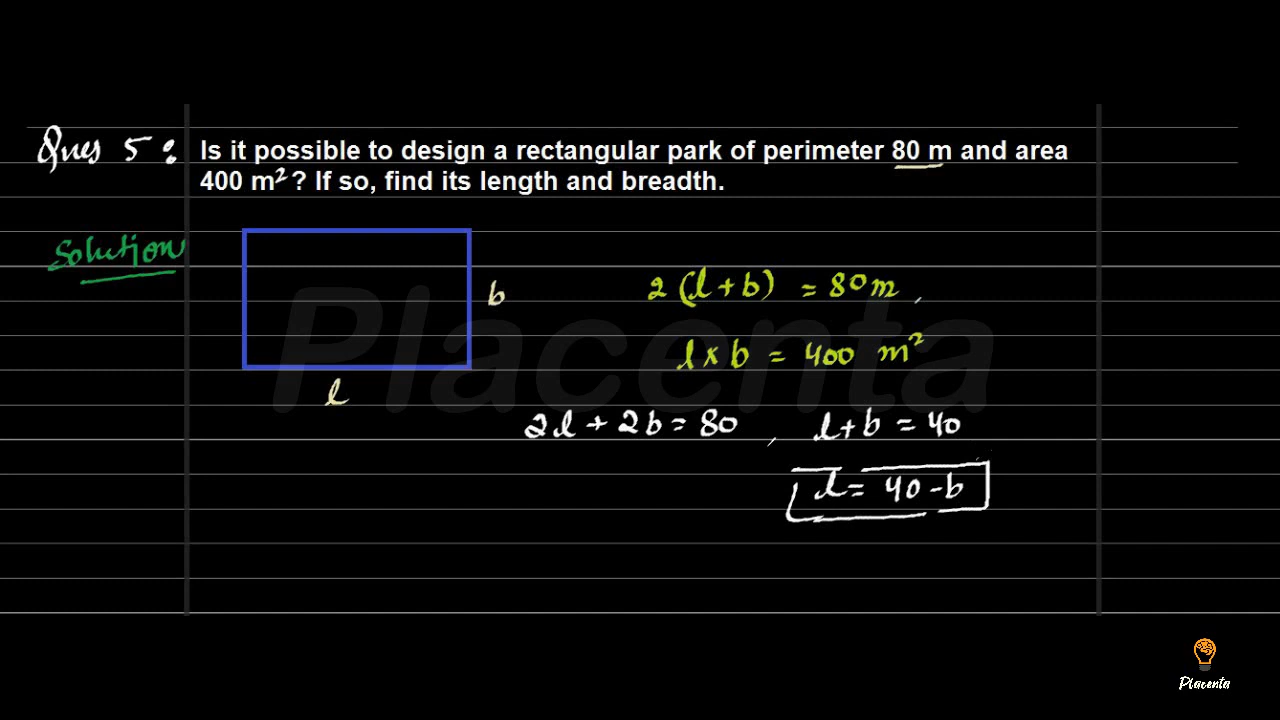 Ques 5 : Is it possible to design a rectangular park of perimeter 80 m and area
400 m² ? If so, find its length and breadth.
Solution
b
2 (l + b) = 80 m ,
l × b = 400 m²
Placenta
l
2l + 2b = 80 , l + b = 40
l = 40 - b
Placenta